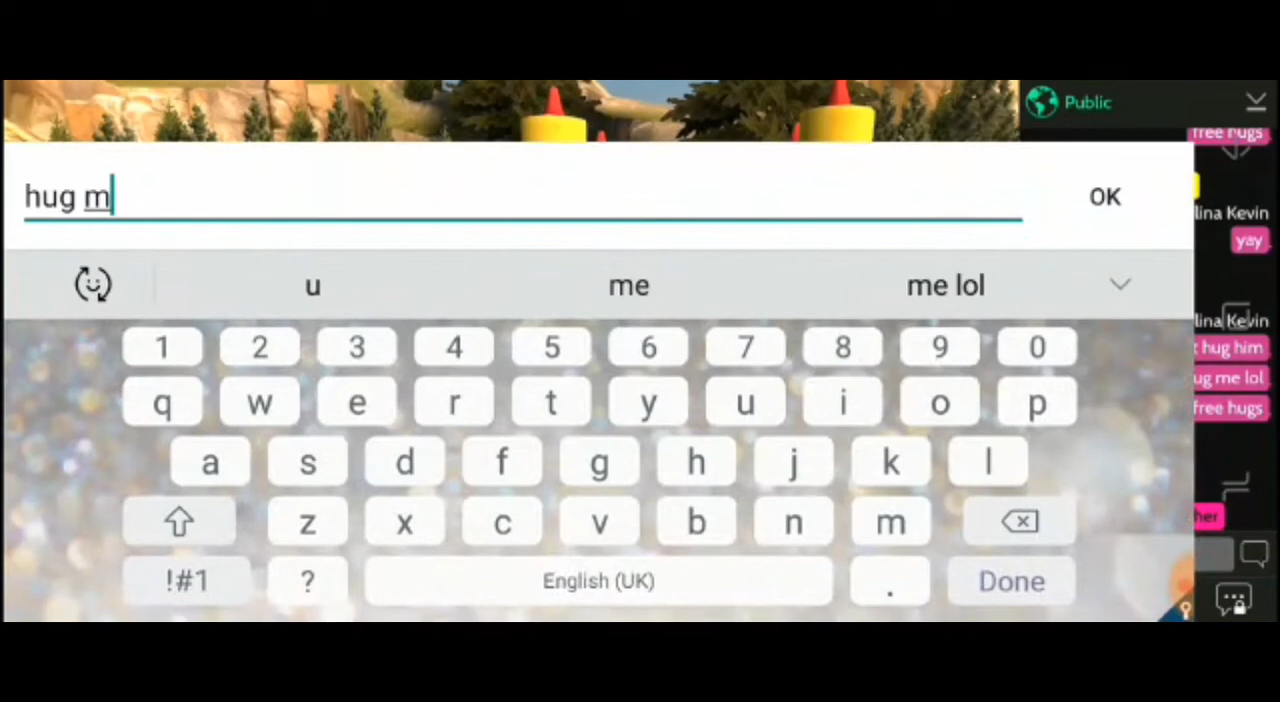 Public
free hugs
hug m
OK
lina Kevin
yay
u me me lol
lina Kevin
t hug him
ug me lol
free hugs
her
1 2 3 4 5 6 7 8 9 0
q w e r t y u i o p
a s d f g h j k l
z x c v b n m
!#1 ? English (UK) . Done